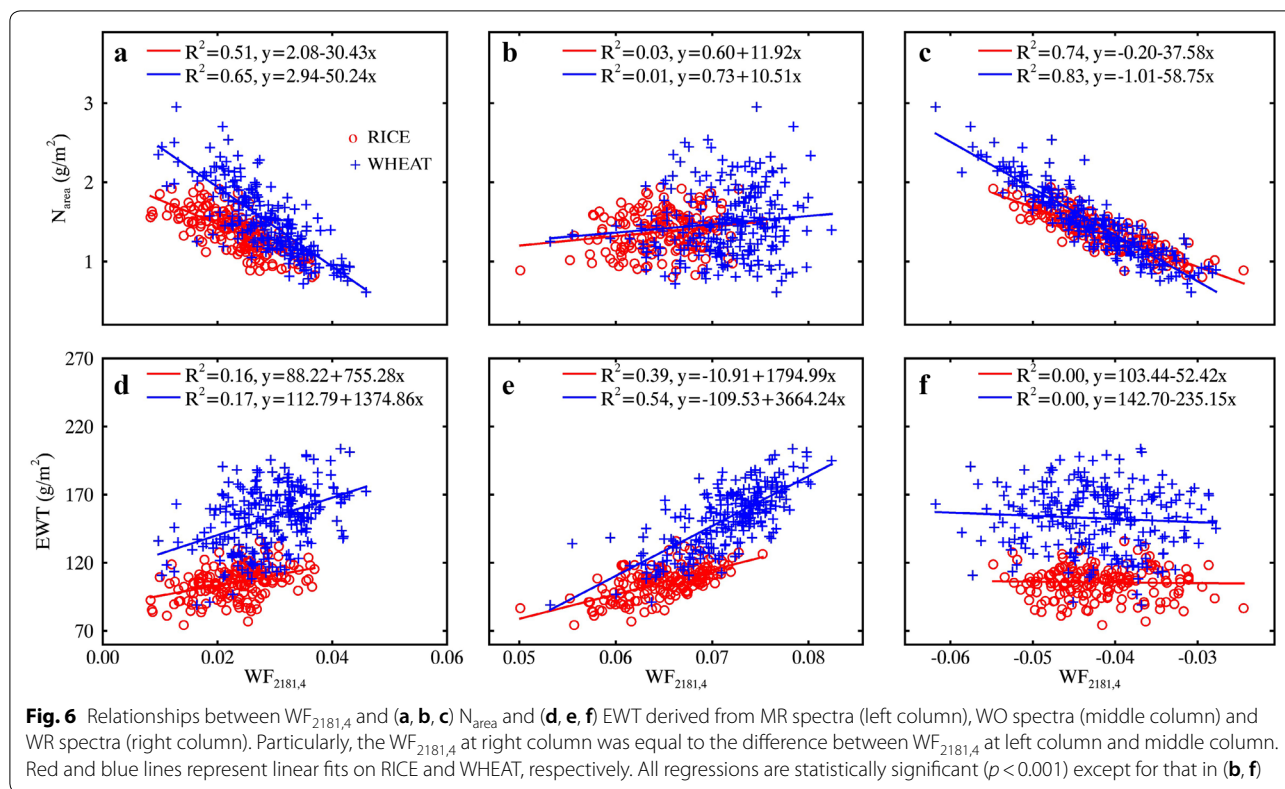 a
R²=0.51, y=2.08-30.43x
R²=0.65, y=2.94-50.24x
RICE
WHEAT
b
R²=0.03, y=0.60+11.92x
R²=0.01, y=0.73+10.51x
c
R²=0.74, y=-0.20-37.58x
R²=0.83, y=-1.01-58.75x
N_area (g/m²)
3
2
1
d
R²=0.16, y=88.22+755.28x
R²=0.17, y=112.79+1374.86x
e
R²=0.39, y=-10.91+1794.99x
R²=0.54, y=-109.53+3664.24x
f
R²=0.00, y=103.44-52.42x
R²=0.00, y=142.70-235.15x
EWT (g/m²)
270
220
170
120
70
0.00 0.02 0.04 0.06
0.05 0.06 0.07 0.08
-0.06 -0.05 -0.04 -0.03
WF2181,4 WF2181,4 WF2181,4
Fig. 6 Relationships between WF2181,4 and (a, b, c) Narea and (d, e, f) EWT derived from MR spectra (left column), WO spectra (middle column) and
WR spectra (right column). Particularly, the WF2181,4 at right column was equal to the difference between WF2181,4 at left column and middle column.
Red and blue lines represent linear fits on RICE and WHEAT, respectively. All regressions are statistically significant (p < 0.001) except for that in (b, f)